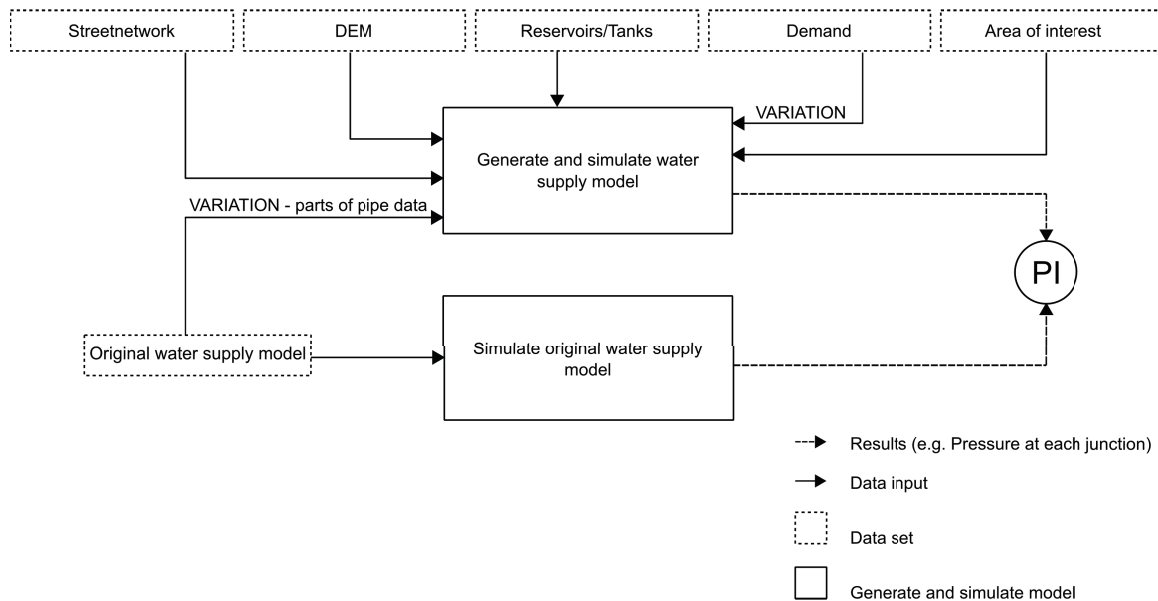 Streetnetwork
DEM
Reservoirs/Tanks
Demand
Area of interest
VARIATION
Generate and simulate water
supply model
VARIATION - parts of pipe data
PI
Original water supply model
Simulate original water supply
model
Results (e.g. Pressure at each junction)
Data input
Data set
Generate and simulate model